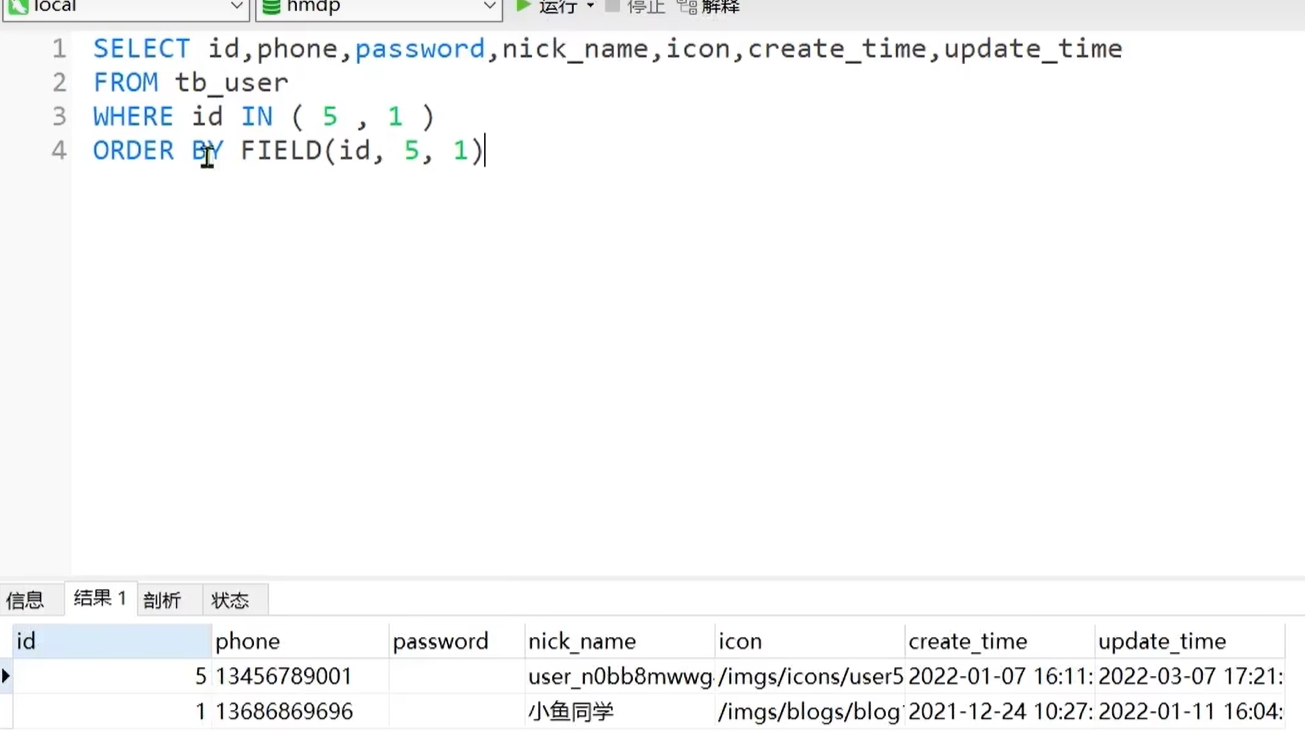 local hmdp 运行 停止 解释
1 SELECT id,phone,password,nick_name,icon,create_time,update_time
2 FROM tb_user
3 WHERE id IN ( 5 , 1 )
4 ORDER BY FIELD(id, 5, 1)
信息 结果 1 剖析 状态
id phone password nick_name icon create_time update_time
5 13456789001 user_n0bb8mwwg /imgs/icons/user5 2022-01-07 16:11: 2022-03-07 17:21:
1 13686869696 小鱼同学 /imgs/blogs/blog 2021-12-24 10:27: 2022-01-11 16:04: